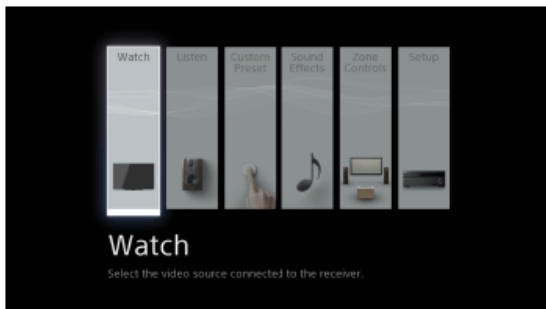 Watch
Listen
Custom
Preset
Sound
Effects
Zone
Controls
Setup
Watch
Select the video source connected to the receiver.